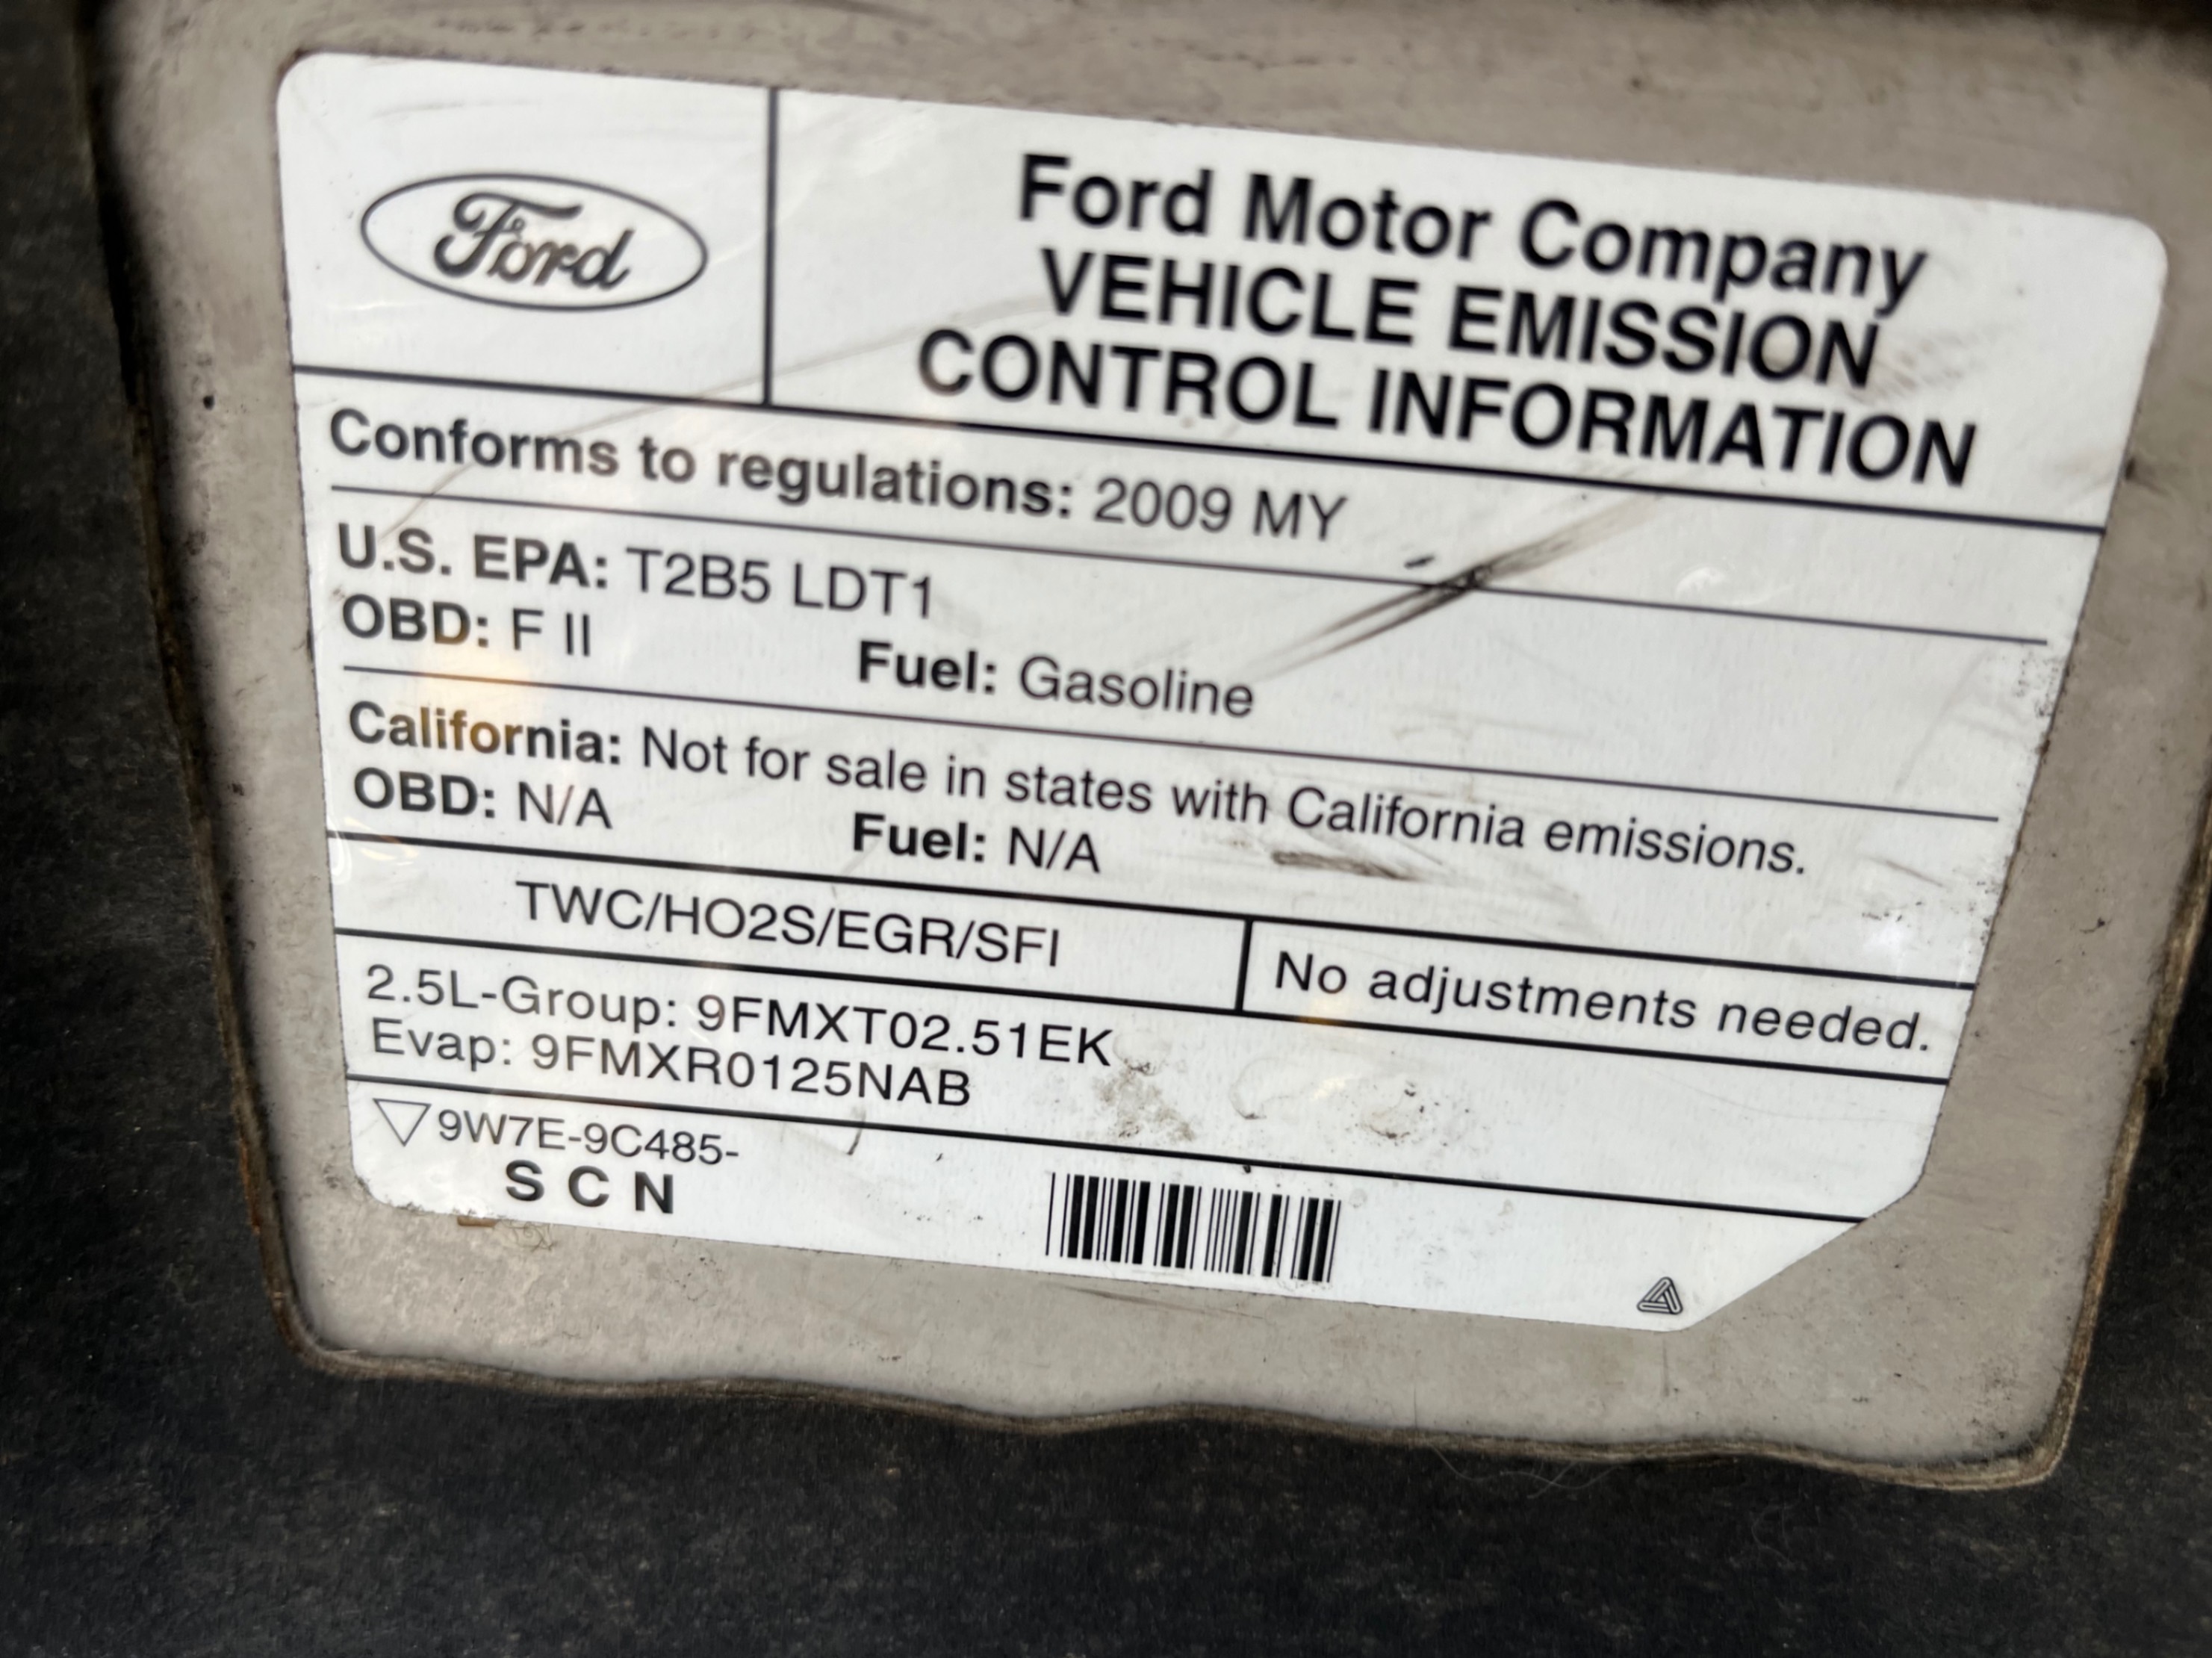 Ford
Ford Motor Company
VEHICLE EMISSION
CONTROL INFORMATION
Conforms to regulations: 2009 MY
U.S. EPA: T2B5 LDT1
OBD: F II Fuel: Gasoline
California: Not for sale in states with California emissions.
OBD: N/A Fuel: N/A
TWC/HO2S/EGR/SFI
No adjustments needed.
2.5L-Group: 9FMXT02.51EK
Evap: 9FMXR0125NAB
9W7E-9C485-
S C N